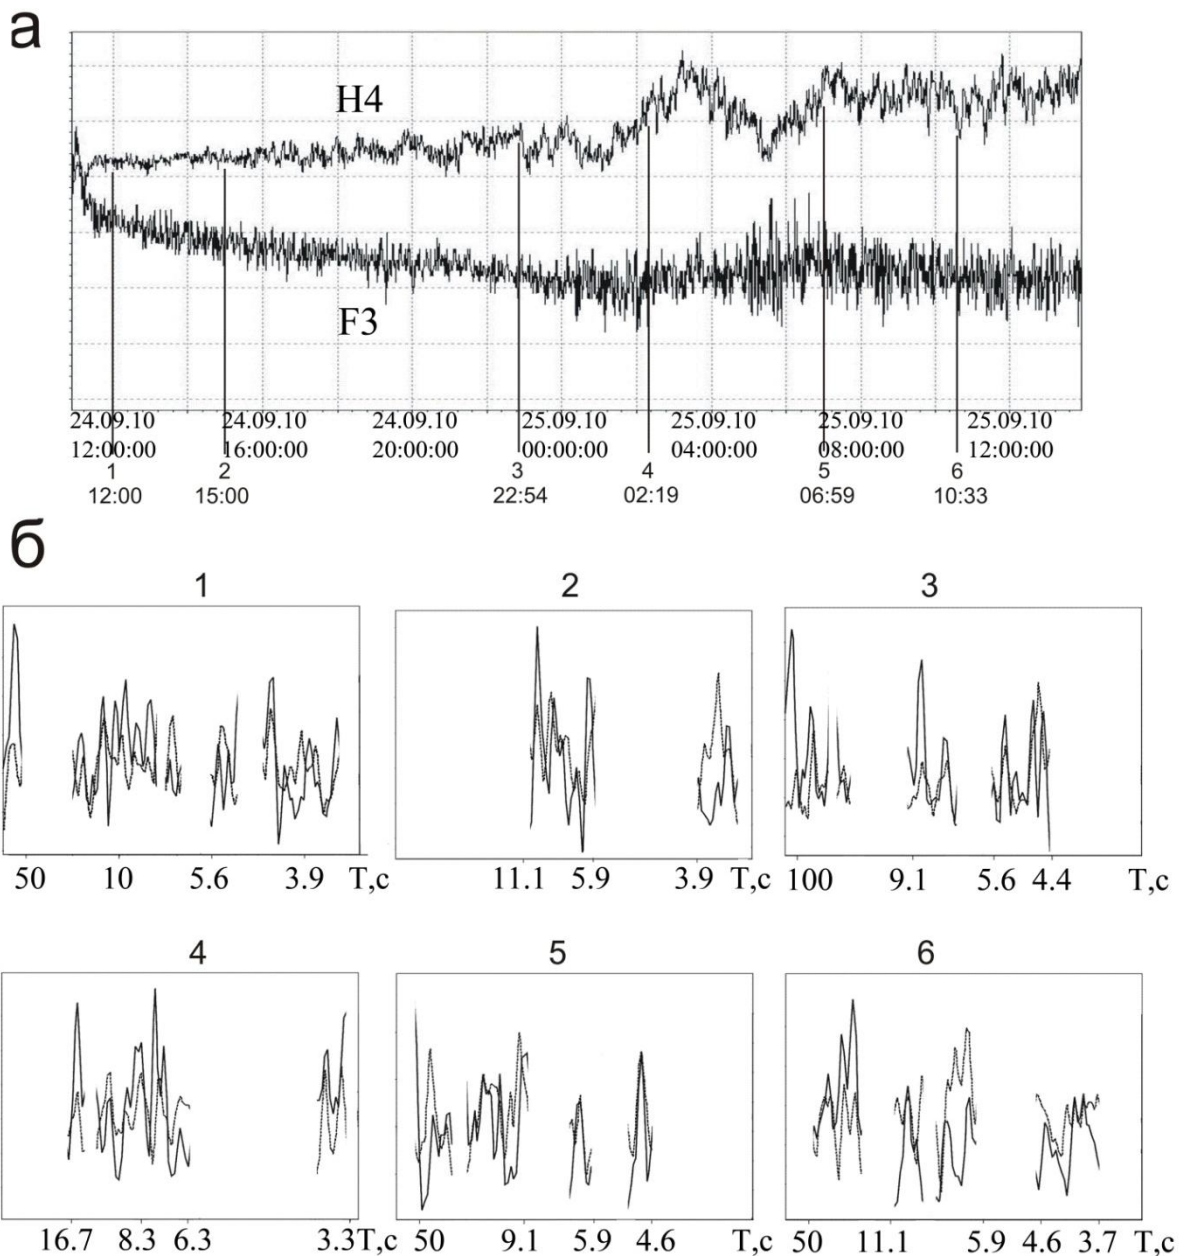 а
H4
F3
24.09.10 24.09.10 24.09.10 25.09.10 25.09.10 25.09.10 25.09.10
12:00:00 16:00:00 20:00:00 00:00:00 04:00:00 08:00:00 12:00:00
1 2 3 4 5 6
12:00 15:00 22:54 02:19 06:59 10:33
б
1 2 3
50 10 5.6 3.9 T,c 11.1 5.9 3.9 T,c 100 9.1 5.6 4.4 T,c
4 5 6
16.7 8.3 6.3 3.3T,c 50 9.1 5.9 4.6 T,c 50 11.1 5.9 4.6 3.7 T,c